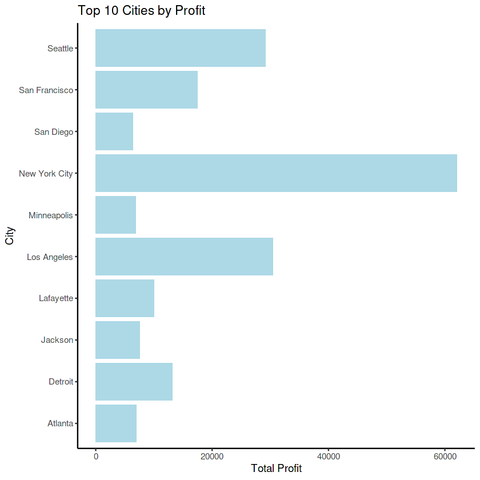 Top 10 Cities by Profit
Seattle
San Francisco
San Diego
New York City
Minneapolis
Los Angeles
Lafayette
Jackson
Detroit
Atlanta
City
0 20000 40000 60000
Total Profit